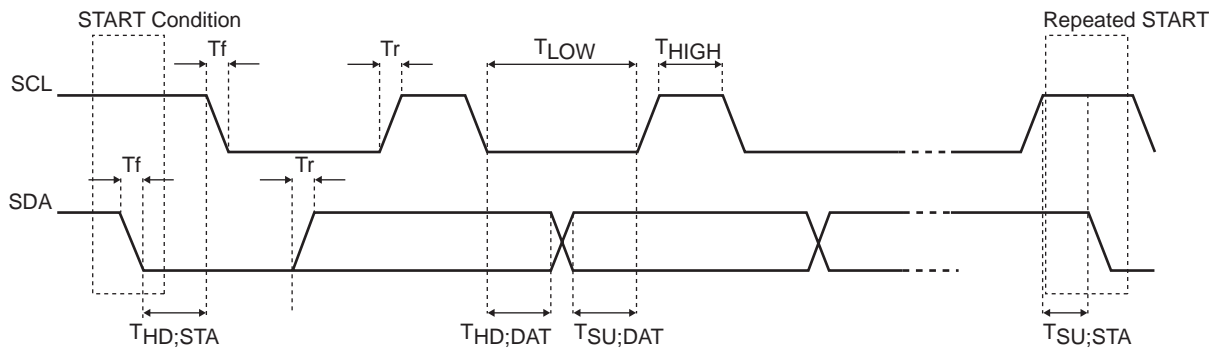 START Condition
Repeated START
Tf
Tr
TLOW
THIGH
SCL
Tf
Tr
SDA
THD;STA
THD;DAT
TSU;DAT
TSU;STA